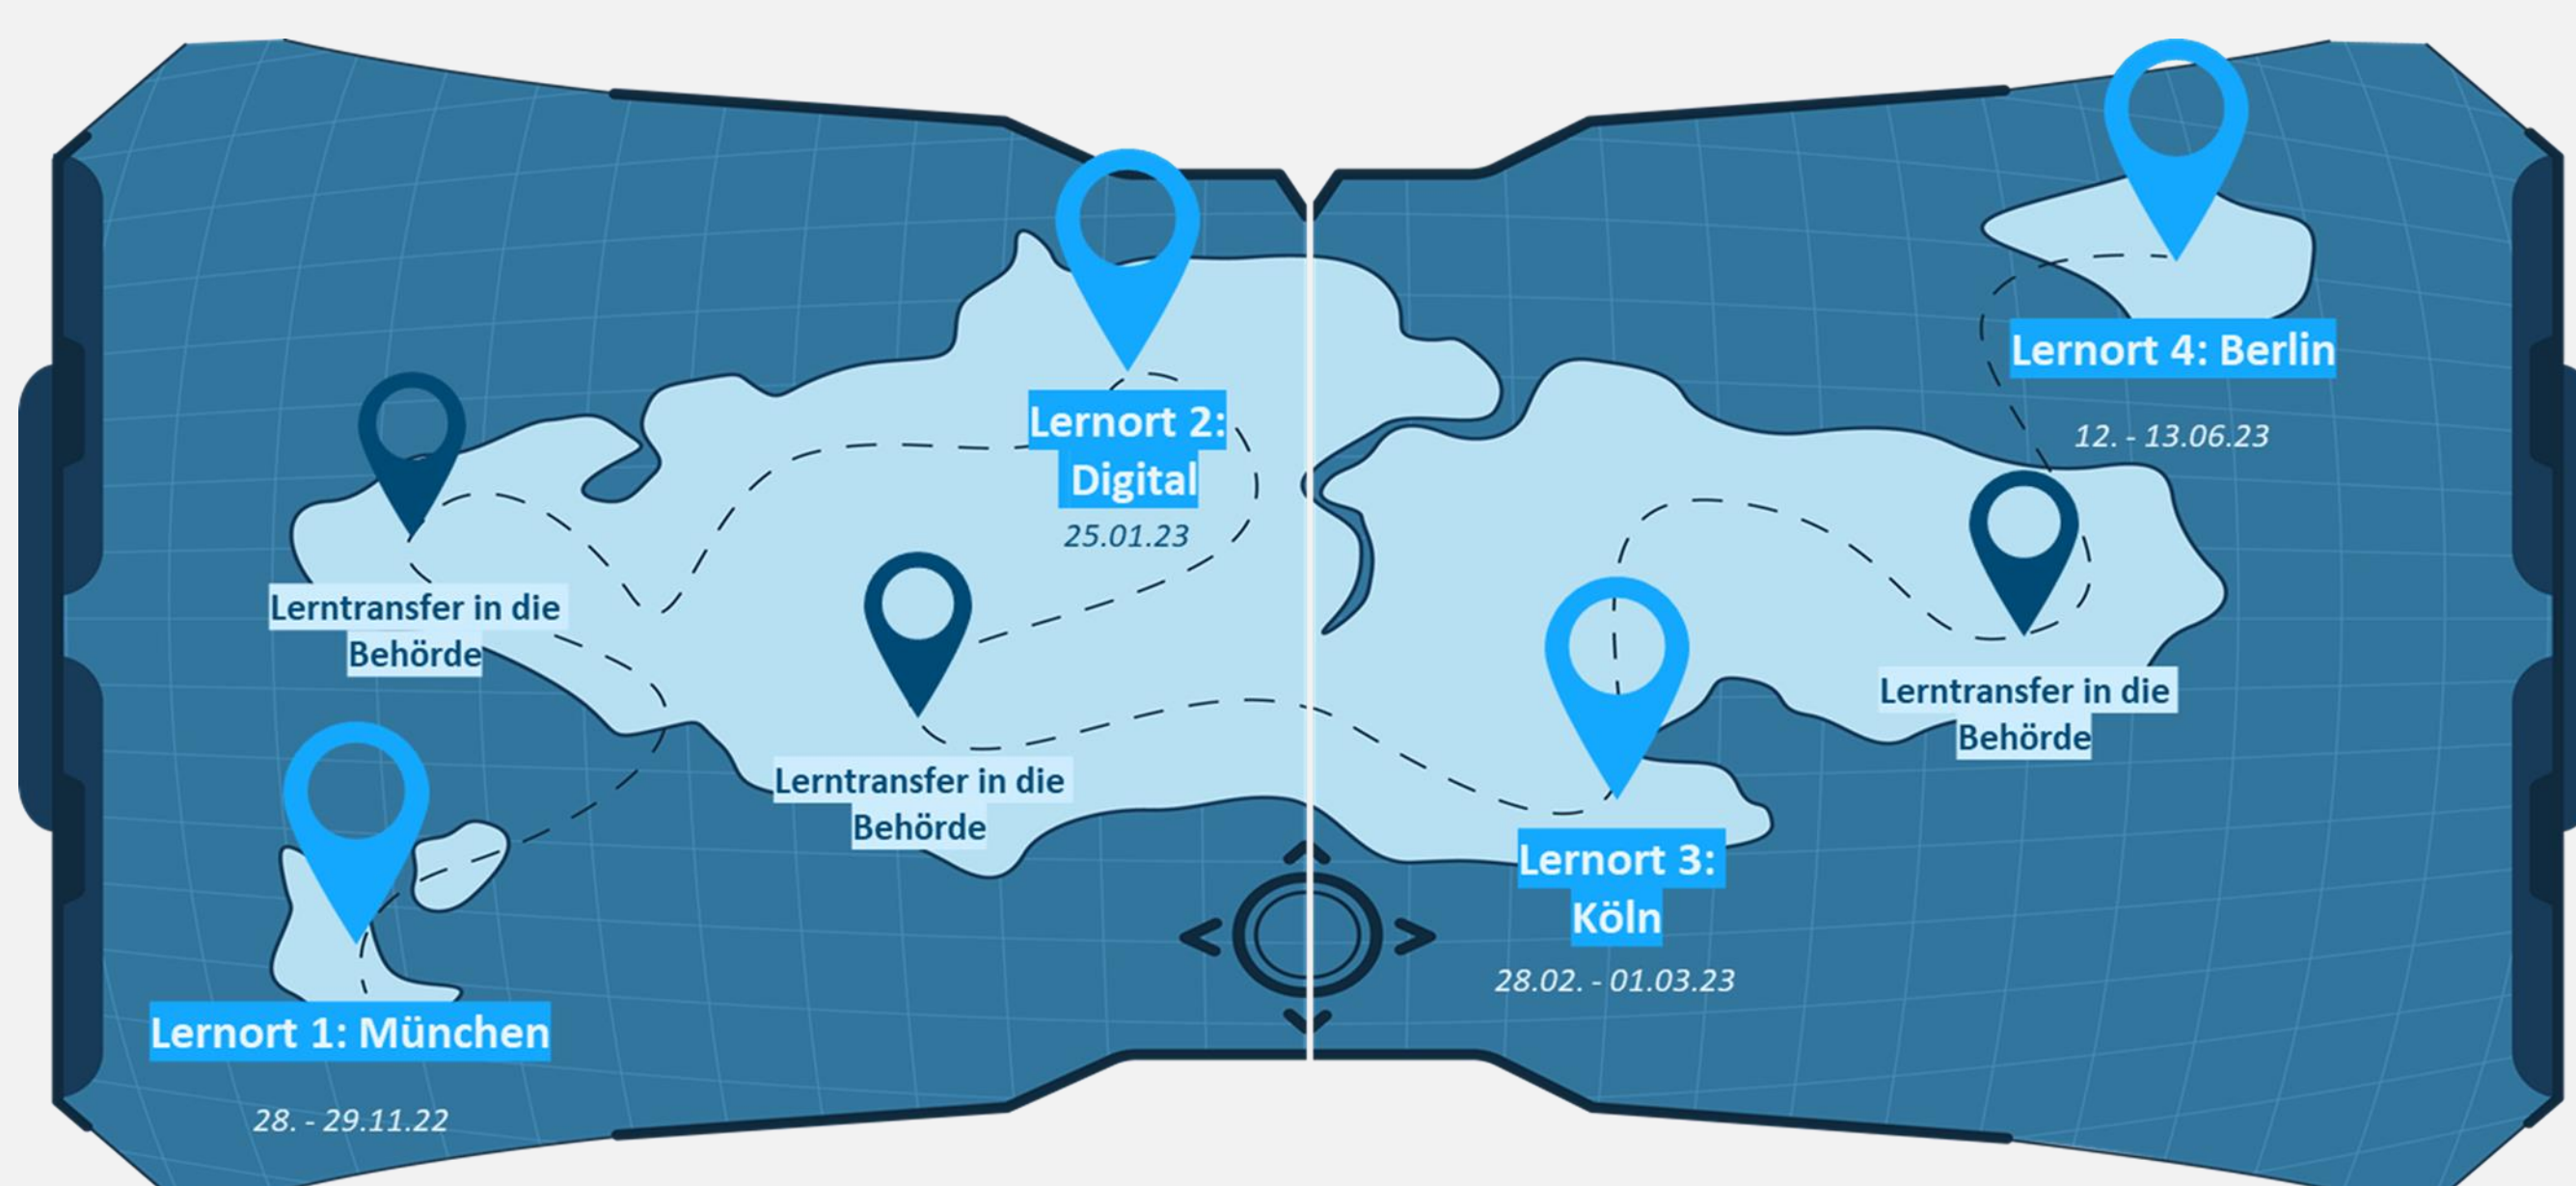 Lernort 1: München
28. - 29.11.22
Lerntransfer in die
Behörde
Lernort 2:
Digital
25.01.23
Lerntransfer in die
Behörde
Lernort 3:
Köln
28.02. - 01.03.23
Lerntransfer in die
Behörde
Lernort 4: Berlin
12. - 13.06.23